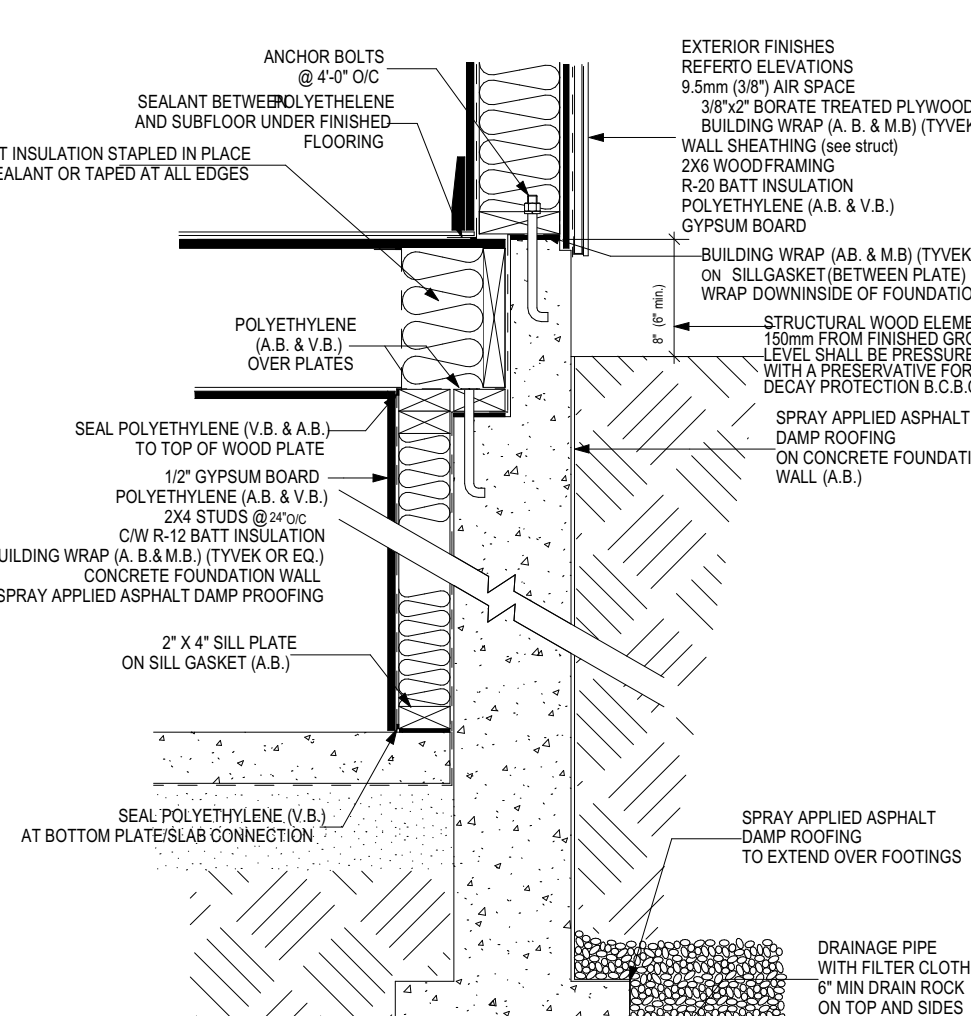 ANCHOR BOLTS
@ 4'-0" O/C
SEALANT BETWEEN POLYETHELENE
AND SUBFLOOR UNDER FINISHED
FLOORING
T INSULATION STAPLED IN PLACE
EALANT OR TAPED AT ALL EDGES
POLYETHYLENE
(A.B. & V.B.)
OVER PLATES
SEAL POLYETHYLENE (V.B. & A.B.)
TO TOP OF WOOD PLATE
1/2" GYPSUM BOARD
POLYETHYLENE (A.B. & V.B.)
2X4 STUDS @ 24"O/C
C/W R-12 BATT INSULATION
UILDING WRAP (A. B.& M.B.) (TYVEK OR EQ.)
CONCRETE FOUNDATION WALL
SPRAY APPLIED ASPHALT DAMP PROOFING
2" X 4" SILL PLATE
ON SILL GASKET (A.B.)
SEAL POLYETHYLENE (V.B.)
AT BOTTOM PLATE/SLAB CONNECTION
EXTERIOR FINISHES
REFERTO ELEVATIONS
9.5mm (3/8") AIR SPACE
3/8"x2" BORATE TREATED PLYWOOD
BUILDING WRAP (A. B. & M.B) (TYVEK
WALL SHEATHING (see struct)
2X6 WOODFRAMING
R-20 BATT INSULATION
POLYETHYLENE (A.B. & V.B.)
GYPSUM BOARD
BUILDING WRAP (AB. & M.B) (TYVEK
ON SILLGASKET (BETWEEN PLATE)
WRAP DOWNINSIDE OF FOUNDATIO
8" (6" min.)
STRUCTURAL WOOD ELEME
150mm FROM FINISHED GRO
LEVEL SHALL BE PRESSURE
WITH A PRESERVATIVE FOR
DECAY PROTECTION B.C.B.C
SPRAY APPLIED ASPHALT
DAMP ROOFING
ON CONCRETE FOUNDATI
WALL (A.B.)
SPRAY APPLIED ASPHALT
DAMP ROOFING
TO EXTEND OVER FOOTINGS
DRAINAGE PIPE
WITH FILTER CLOTH
6" MIN DRAIN ROCK
ON TOP AND SIDES